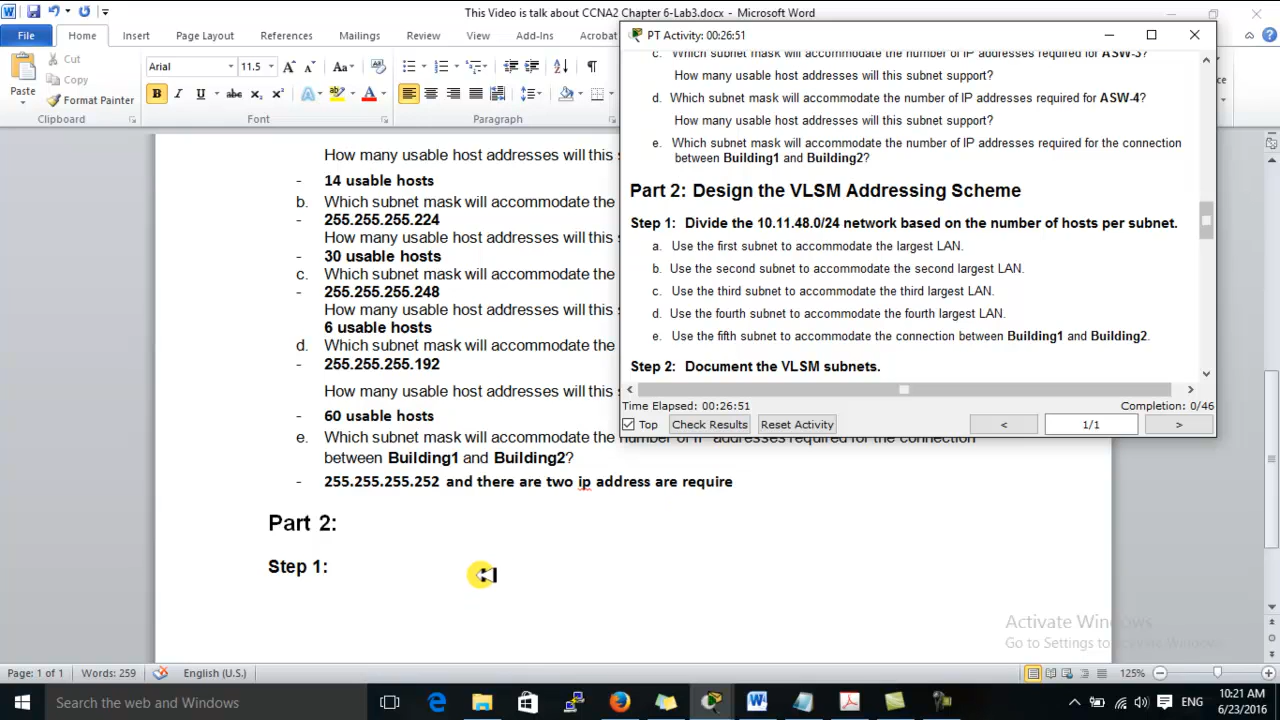 This Video is talk about CCNA2 Chapter 6-Lab3.docx - Microsoft Word
File Home Insert Page Layout References Mailings Review View Add-Ins Acrobat
Paste
Cut
Copy
Format Painter
Clipboard
Arial 11.5
Font
Paragraph
How many usable host addresses will this s
- 14 usable hosts
b. Which subnet mask will accommodate the
- 255.255.255.224
How many usable host addresses will this s
- 30 usable hosts
c. Which subnet mask will accommodate the
- 255.255.255.248
How many usable host addresses will this s
6 usable hosts
d. Which subnet mask will accommodate the
- 255.255.255.192
How many usable host addresses will this s
- 60 usable hosts
e. Which subnet mask will accommodate the number of IP addresses required for the connection
between Building1 and Building2?
- 255.255.255.252 and there are two ip address are require
Part 2:
Step 1:
PT Activity: 00:26:51
c. Which subnet mask will accommodate the number of IP addresses required for ASW-3?
How many usable host addresses will this subnet support?
d. Which subnet mask will accommodate the number of IP addresses required for ASW-4?
How many usable host addresses will this subnet support?
e. Which subnet mask will accommodate the number of IP addresses required for the connection
between Building1 and Building2?
Part 2: Design the VLSM Addressing Scheme
Step 1: Divide the 10.11.48.0/24 network based on the number of hosts per subnet.
a. Use the first subnet to accommodate the largest LAN.
b. Use the second subnet to accommodate the second largest LAN.
c. Use the third subnet to accommodate the third largest LAN.
d. Use the fourth subnet to accommodate the fourth largest LAN.
e. Use the fifth subnet to accommodate the connection between Building1 and Building2.
Step 2: Document the VLSM subnets.
Time Elapsed: 00:26:51 Completion: 0/46
Top Check Results Reset Activity < 1/1 >
Activate Windows
Go to Settings to activate Windows.
Page: 1 of 1 Words: 259 English (U.S.) 125%
Search the web and Windows
ENG
10:21 AM
6/23/2016